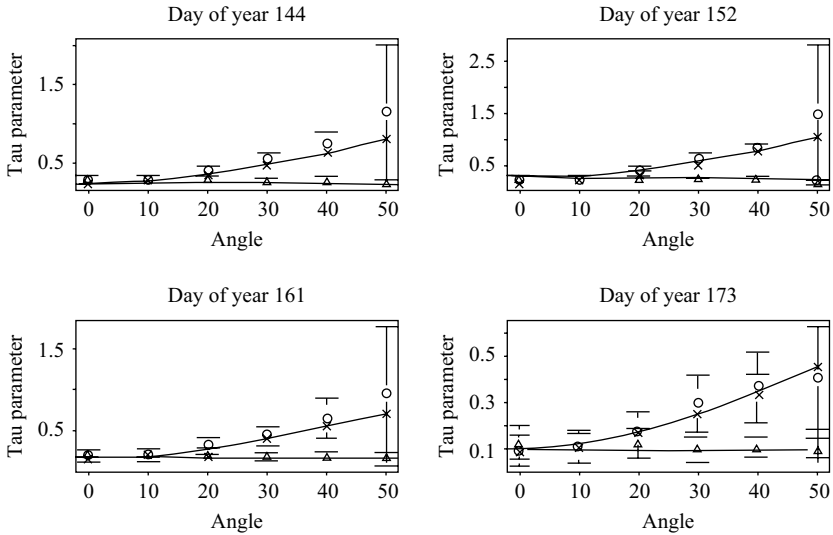 Day of year 144
Tau parameter
1.5
0.5
0 10 20 30 40 50
Angle
Day of year 152
Tau parameter
2.5
1.5
0.5
0 10 20 30 40 50
Angle
Day of year 161
Tau parameter
1.5
0.5
0 10 20 30 40 50
Angle
Day of year 173
Tau parameter
0.5
0.3
0.1
0 10 20 30 40 50
Angle